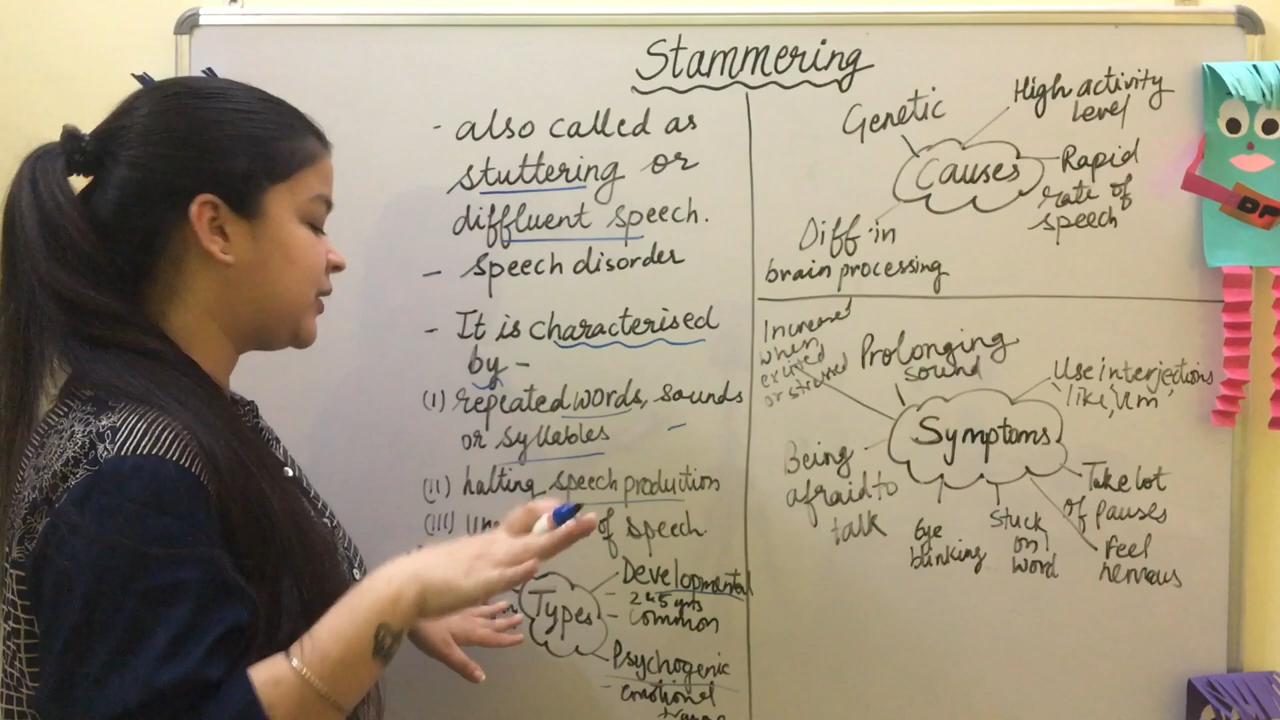 Stammering
- also called as
stuttering or
diffluent speech.
- speech disorder
- It is characterised
by -
(i) repeated words, sounds
or syllables
(ii) halting speech production
(iii) of speech
Types
Developmental
- 2 & 5 yrs
- common
Psychogenic
- emotional
Causes
Genetic
High activity
level
Rapid
rate of
speech
Diff. in
brain processing
Symptoms
Increased
when
excited
or stressed
Prolonging
sound
Use interjections
like, 'um'
Being
afraid to
talk
Eye
blinking
Stuck
on
word
Take lot
of pauses
Feel
nervous